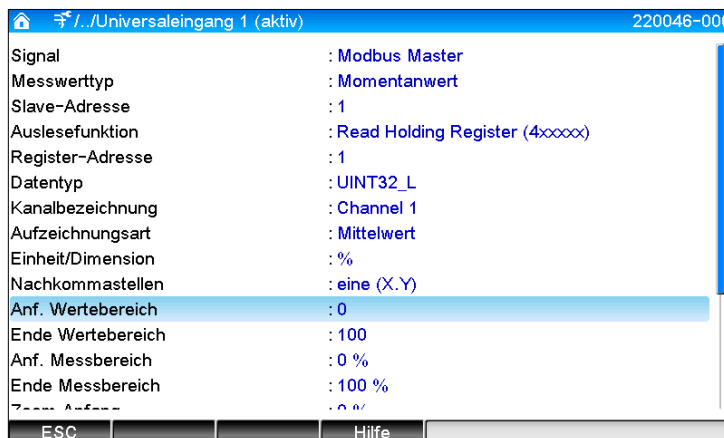 /../Universaleingang 1 (aktiv) 220046-00
Signal : Modbus Master
Messwerttyp : Momentanwert
Slave-Adresse : 1
Auslesefunktion : Read Holding Register (4xxxxx)
Register-Adresse : 1
Datentyp : UINT32_L
Kanalbezeichnung : Channel 1
Aufzeichnungsart : Mittelwert
Einheit/Dimension : %
Nachkommastellen : eine (X.Y)
Anf. Wertebereich : 0
Ende Wertebereich : 100
Anf. Messbereich : 0 %
Ende Messbereich : 100 %
ESC Hilfe